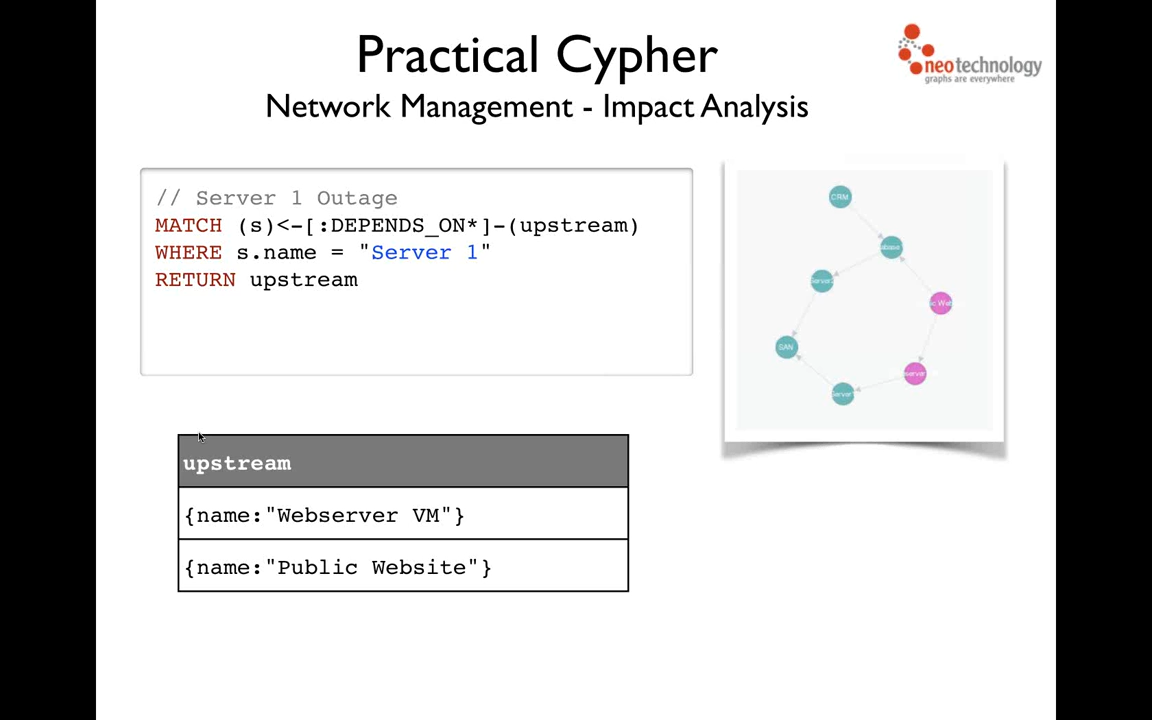 Practical Cypher
Network Management - Impact Analysis
neotechnology
graphs are everywhere
// Server 1 Outage
MATCH (s)<-[:DEPENDS_ON*]-(upstream)
WHERE s.name = "Server 1"
RETURN upstream
CRM
SAN
upstream
{name:"Webserver VM"}
{name:"Public Website"}